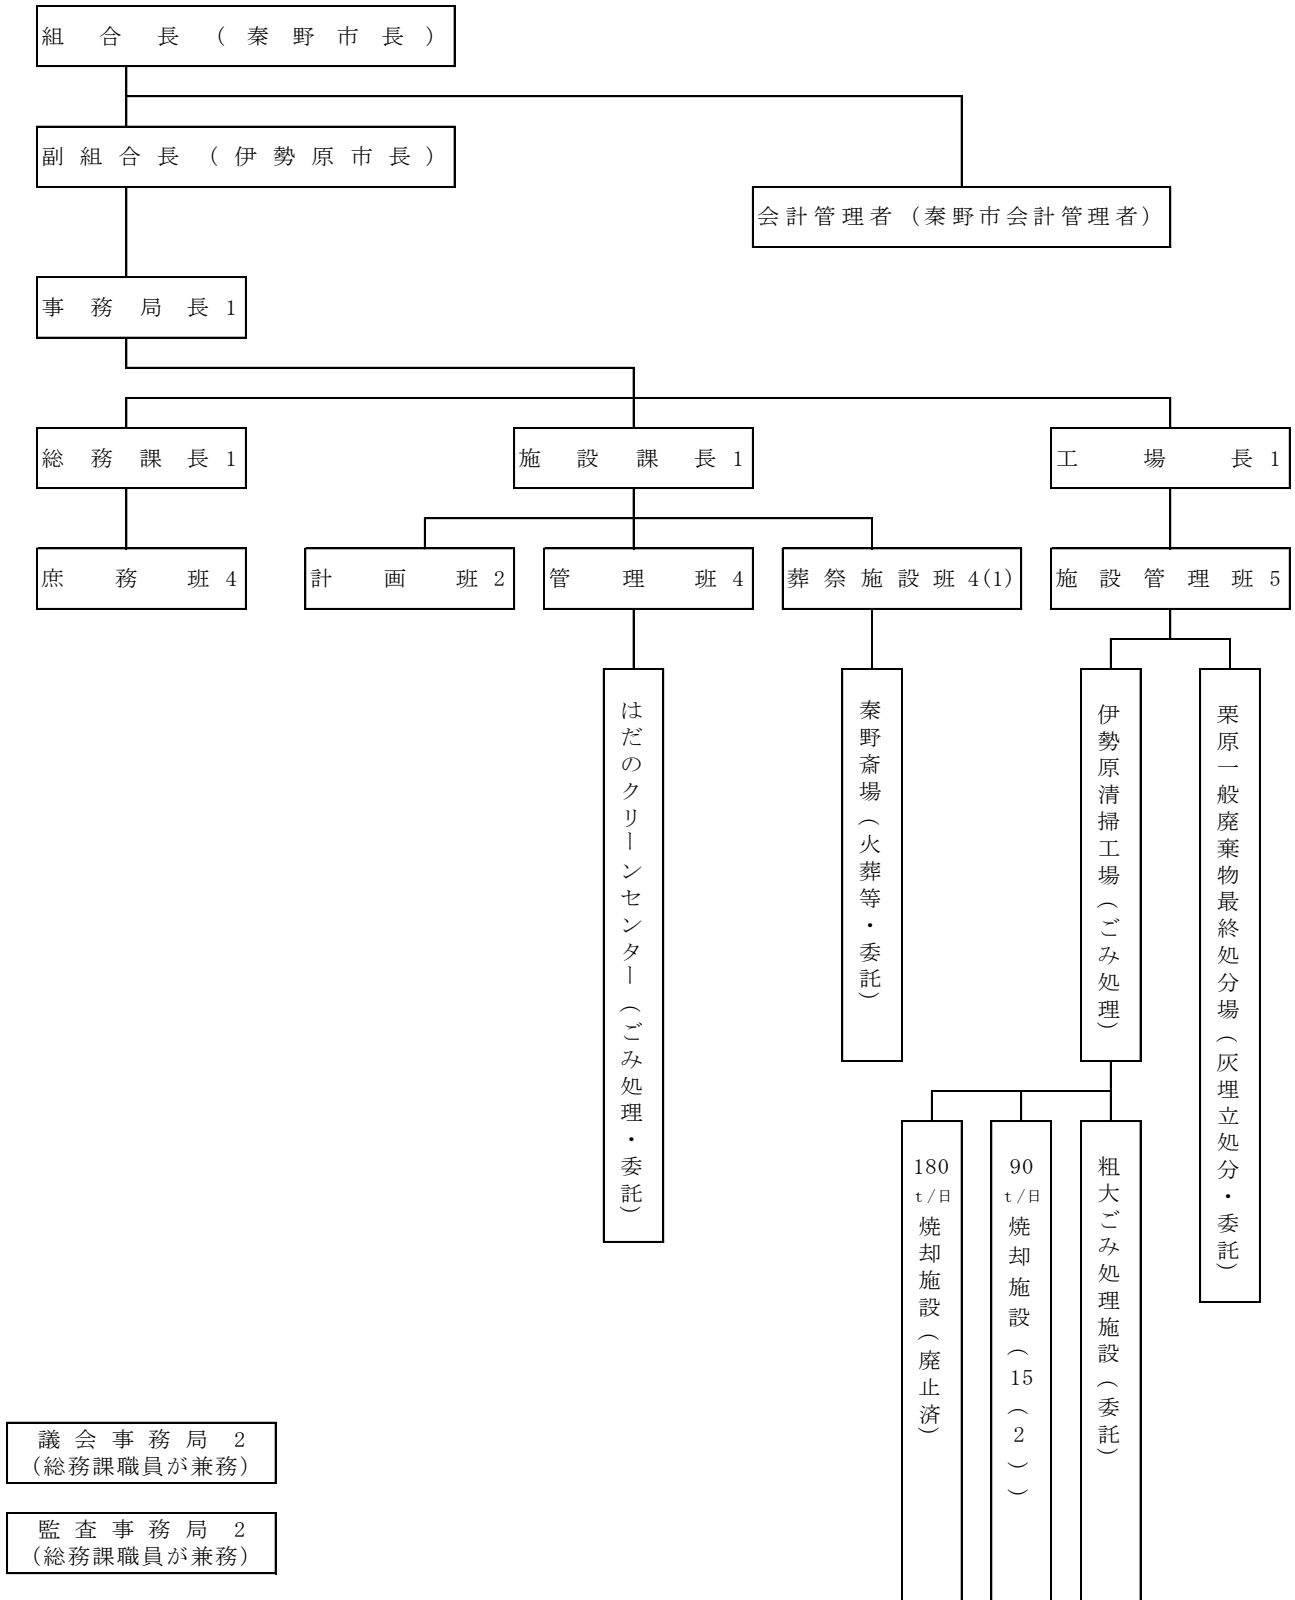 組合長(秦野市長)
副組合長(伊勢原市長)
会計管理者(秦野市会計管理者)
事務局長1
総務課長1
施設課長1
工場長1
庶務班4
計画班2
管理班4
葬祭施設班4(1)
施設管理班5
はだのクリーンセンター(ごみ処理・委託)
秦野斎場(火葬等・委託)
伊勢原清掃工場(ごみ処理)
栗原一般廃棄物最終処分場(灰埋立処分・委託)
180t/日焼却施設(廃止済)
90t/日焼却施設(15(2))
粗大ごみ処理施設(委託)
議会事務局 2
(総務課職員が兼務)
監査事務局 2
(総務課職員が兼務)